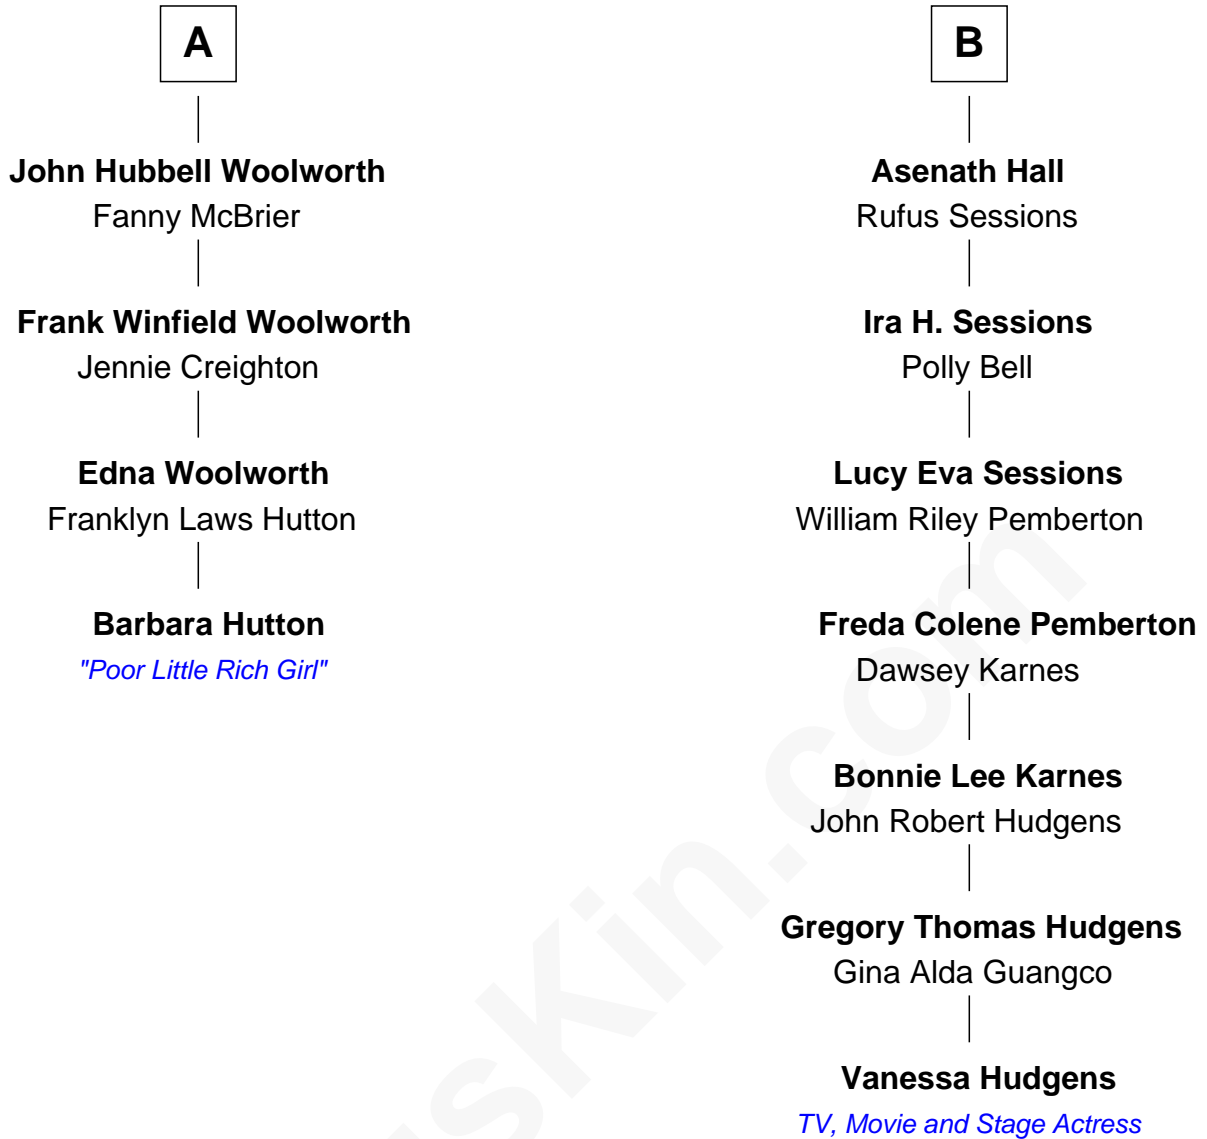 A
John Hubbell Woolworth
Fanny McBrier
Frank Winfield Woolworth
Jennie Creighton
Edna Woolworth
Franklyn Laws Hutton
Barbara Hutton
"Poor Little Rich Girl"
B
Asenath Hall
Rufus Sessions
Ira H. Sessions
Polly Bell
Lucy Eva Sessions
William Riley Pemberton
Freda Colene Pemberton
Dawsey Karnes
Bonnie Lee Karnes
John Robert Hudgens
Gregory Thomas Hudgens
Gina Alda Guangco
Vanessa Hudgens
TV, Movie and Stage Actress